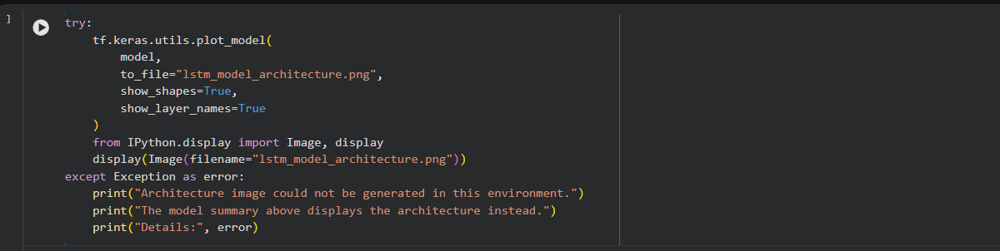 ]
try:
    tf.keras.utils.plot_model(
        model,
        to_file="lstm_model_architecture.png",
        show_shapes=True,
        show_layer_names=True
    )
    from IPython.display import Image, display
    display(Image(filename="lstm_model_architecture.png"))
except Exception as error:
    print("Architecture image could not be generated in this environment.")
    print("The model summary above displays the architecture instead.")
    print("Details:", error)